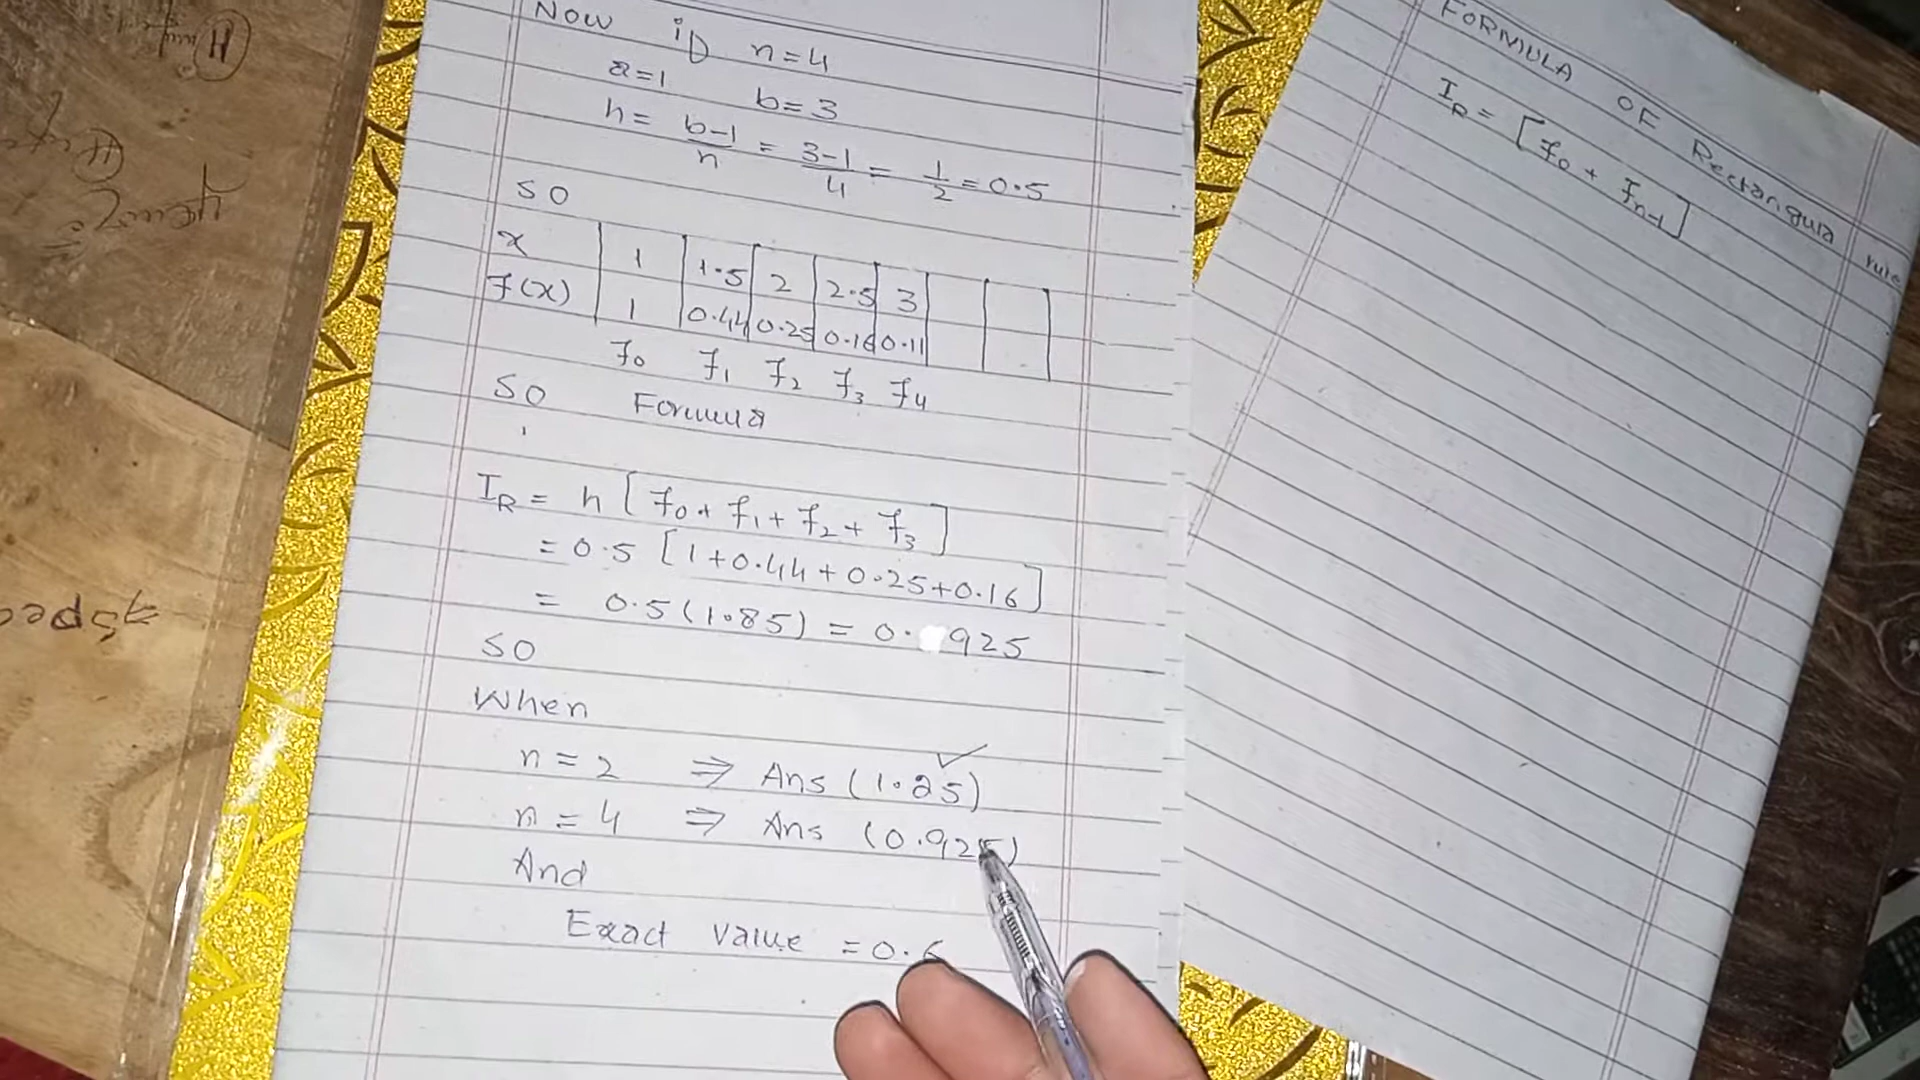 Now if n=4
a=1 b=3
h= b-1/n = 3-1/4 = 1/2 = 0.5
so
x 1 1.5 2 2.5 3
f(x) 1 0.44 0.25 0.16 0.11
f0 f1 f2 f3 f4
SO Formula
IR = h [f0+f1+f2+f3]
=0.5 [1+0.44+0.25+0.16]
= 0.5(1.85) = 0.925
SO
When
n=2 ⇒ Ans (1.25)
n=4 ⇒ Ans (0.925)
And
Exact value =0.6
FORMULA OF Rectangula rule
IR = [f0 + fn-1]